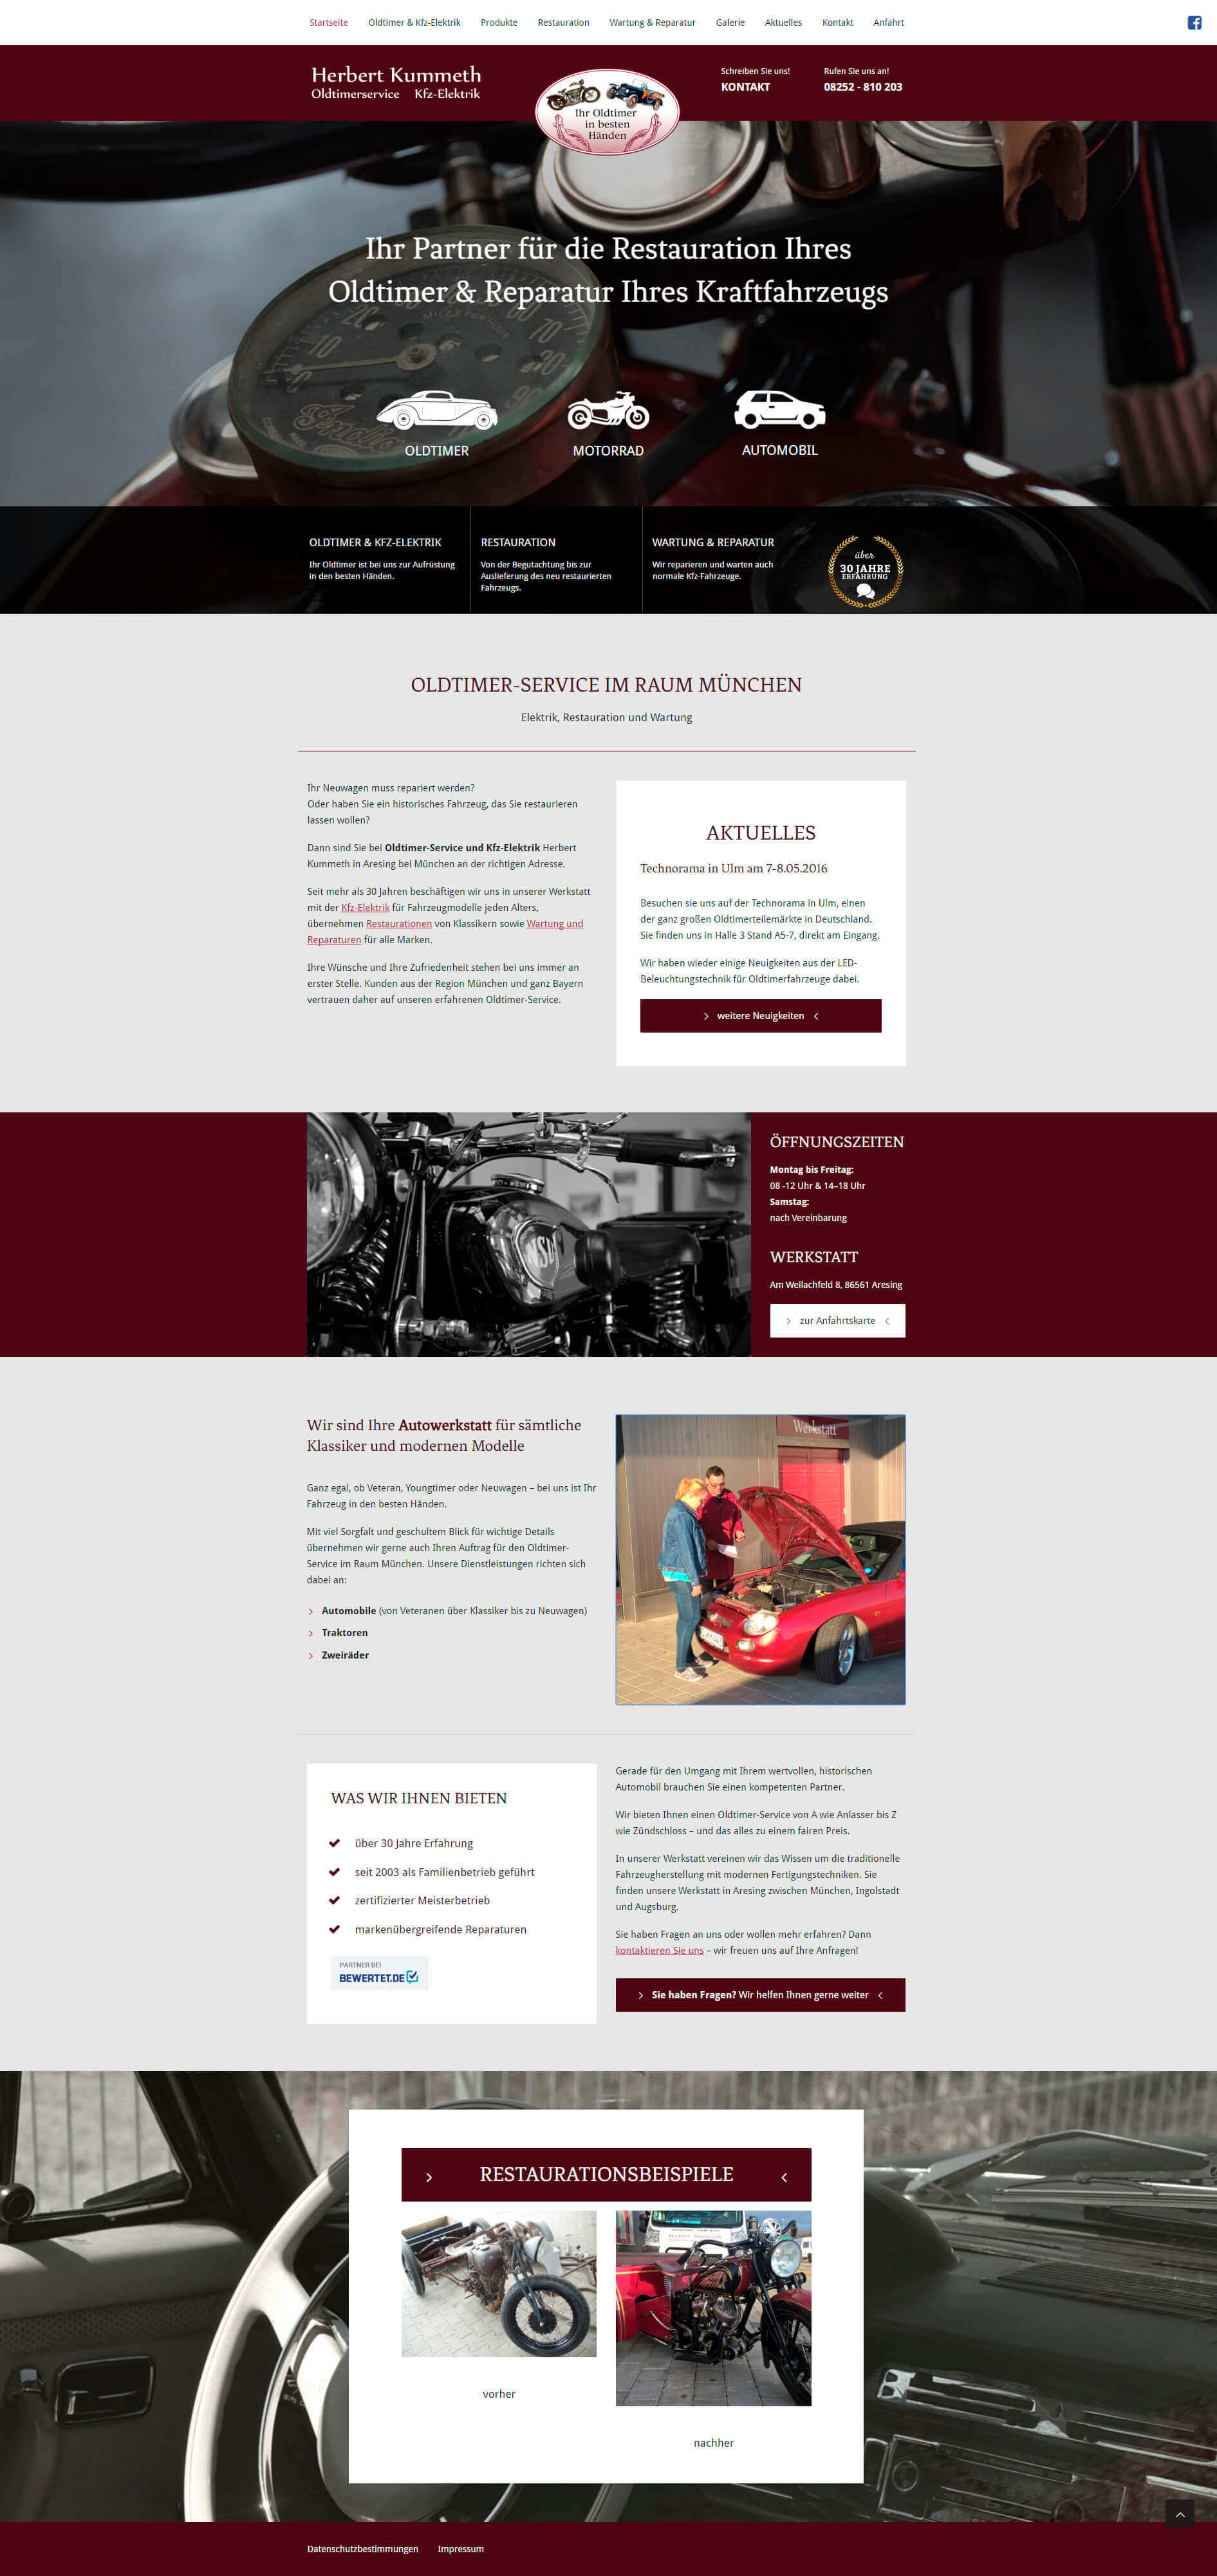 Startseite Oldtimer & Kfz-Elektrik Produkte Restauration Wartung & Reparatur Galerie Aktuelles Kontakt Anfahrt
Herbert Kummeth
Oldtimerservice Kfz-Elektrik
Ihr Oldtimer
in besten
Händen
Schreiben Sie uns!
KONTAKT
Rufen Sie uns an!
08252 - 810 203
Ihr Partner für die Restauration Ihres
Oldtimer & Reparatur Ihres Kraftfahrzeugs
MILES PER HOUR
OLDTIMER
MOTORRAD
AUTOMOBIL
OLDTIMER & KFZ-ELEKTRIK
Ihr Oldtimer ist bei uns zur Aufrüstung
in den besten Händen.
RESTAURATION
Von der Begutachtung bis zur
Auslieferung des neu restaurierten
Fahrzeugs.
WARTUNG & REPARATUR
Wir reparieren und warten auch
normale Kfz-Fahrzeuge.
über
30 JAHRE
ERFAHRUNG
OLDTIMER-SERVICE IM RAUM MÜNCHEN
Elektrik, Restauration und Wartung
Ihr Neuwagen muss repariert werden?
Oder haben Sie ein historisches Fahrzeug, das Sie restaurieren
lassen wollen?
Dann sind Sie bei Oldtimer-Service und Kfz-Elektrik Herbert
Kummeth in Aresing bei München an der richtigen Adresse.
Seit mehr als 30 Jahren beschäftigen wir uns in unserer Werkstatt
mit der Kfz-Elektrik für Fahrzeugmodelle jeden Alters,
übernehmen Restaurationen von Klassikern sowie Wartung und
Reparaturen für alle Marken.
Ihre Wünsche und Ihre Zufriedenheit stehen bei uns immer an
erster Stelle. Kunden aus der Region München und ganz Bayern
vertrauen daher auf unseren erfahrenen Oldtimer-Service.
AKTUELLES
Technorama in Ulm am 7-8.05.2016
Besuchen sie uns auf der Technorama in Ulm, einen
der ganz großen Oldtimerteilemärkte in Deutschland.
Sie finden uns in Halle 3 Stand A5-7, direkt am Eingang.
Wir haben wieder einige Neuigkeiten aus der LED-
Beleuchtungstechnik für Oldtimerfahrzeuge dabei.
weitere Neuigkeiten
NSU
ÖFFNUNGSZEITEN
Montag bis Freitag:
08 -12 Uhr & 14–18 Uhr
Samstag:
nach Vereinbarung
WERKSTATT
Am Weilachfeld 8, 86561 Aresing
zur Anfahrtskarte
Wir sind Ihre Autowerkstatt für sämtliche
Klassiker und modernen Modelle
Ganz egal, ob Veteran, Youngtimer oder Neuwagen – bei uns ist Ihr
Fahrzeug in den besten Händen.
Mit viel Sorgfalt und geschultem Blick für wichtige Details
übernehmen wir gerne auch Ihren Auftrag für den Oldtimer-
Service im Raum München. Unsere Dienstleistungen richten sich
dabei an:
Automobile (von Veteranen über Klassiker bis zu Neuwagen)
Traktoren
Zweiräder
Werkstatt
WAS WIR IHNEN BIETEN
über 30 Jahre Erfahrung
seit 2003 als Familienbetrieb geführt
zertifizierter Meisterbetrieb
markenübergreifende Reparaturen
PARTNER BEI
BEWERTET.DE
Gerade für den Umgang mit Ihrem wertvollen, historischen
Automobil brauchen Sie einen kompetenten Partner.
Wir bieten Ihnen einen Oldtimer-Service von A wie Anlasser bis Z
wie Zündschloss – und das alles zu einem fairen Preis.
In unserer Werkstatt vereinen wir das Wissen um die traditionelle
Fahrzeugherstellung mit modernen Fertigungstechniken. Sie
finden unsere Werkstatt in Aresing zwischen München, Ingolstadt
und Augsburg.
Sie haben Fragen an uns oder wollen mehr erfahren? Dann
kontaktieren Sie uns – wir freuen uns auf Ihre Anfragen!
Sie haben Fragen? Wir helfen Ihnen gerne weiter
RESTAURATIONSBEISPIELE
Herbert Kummeth
vorher
nachher
Datenschutzbestimmungen Impressum